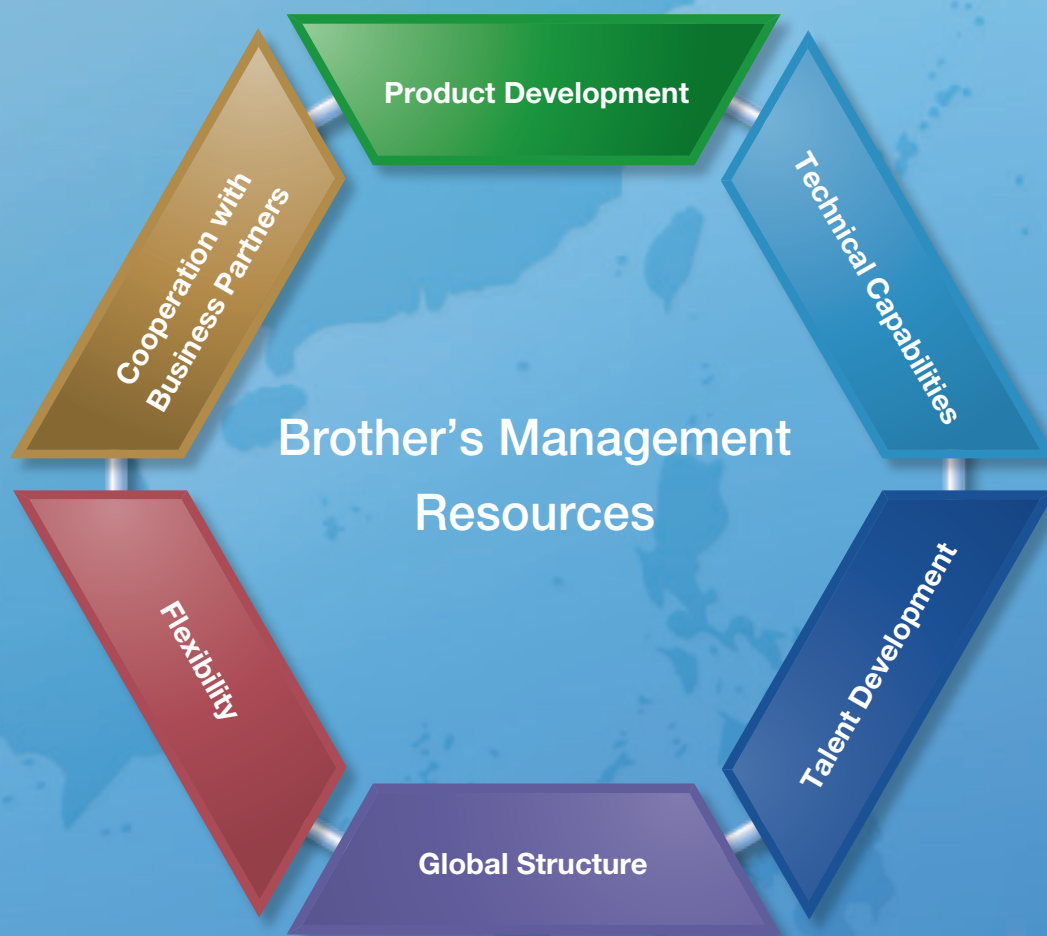 Product Development
Technical Capabilities
Cooperation with
Business Partners
Brother’s Management
Resources
Flexibility
Talent Development
Global Structure